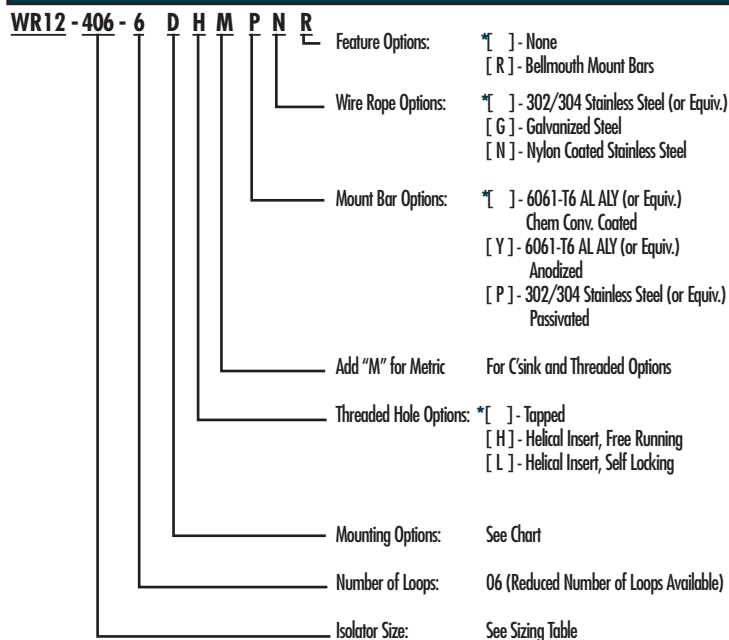 WR12 - 406 - 6 D H M P N R
Feature Options: *[ ] - None
[ R ] - Bellmouth Mount Bars
Wire Rope Options: *[ ] - 302/304 Stainless Steel (or Equiv.)
[ G ] - Galvanized Steel
[ N ] - Nylon Coated Stainless Steel
Mount Bar Options: *[ ] - 6061-T6 AL ALY (or Equiv.)
Chem Conv. Coated
[ Y ] - 6061-T6 AL ALY (or Equiv.)
Anodized
[ P ] - 302/304 Stainless Steel (or Equiv.)
Passivated
Add "M" for Metric For C'sink and Threaded Options
Threaded Hole Options: *[ ] - Tapped
[ H ] - Helical Insert, Free Running
[ L ] - Helical Insert, Self Locking
Mounting Options: See Chart
Number of Loops: 06 (Reduced Number of Loops Available)
Isolator Size: See Sizing Table